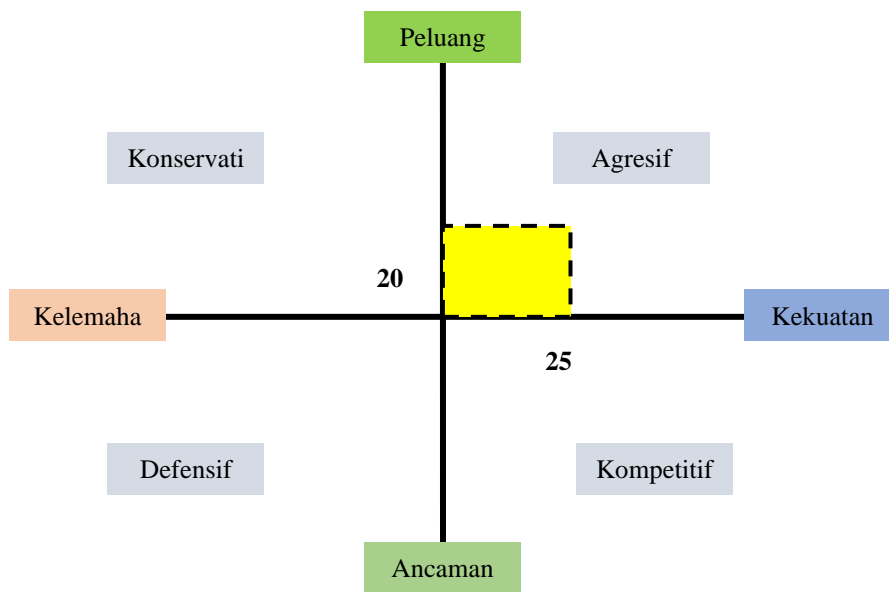 Peluang
Konservati
Agresif
20
Kelemaha
Kekuatan
25
Defensif
Kompetitif
Ancaman